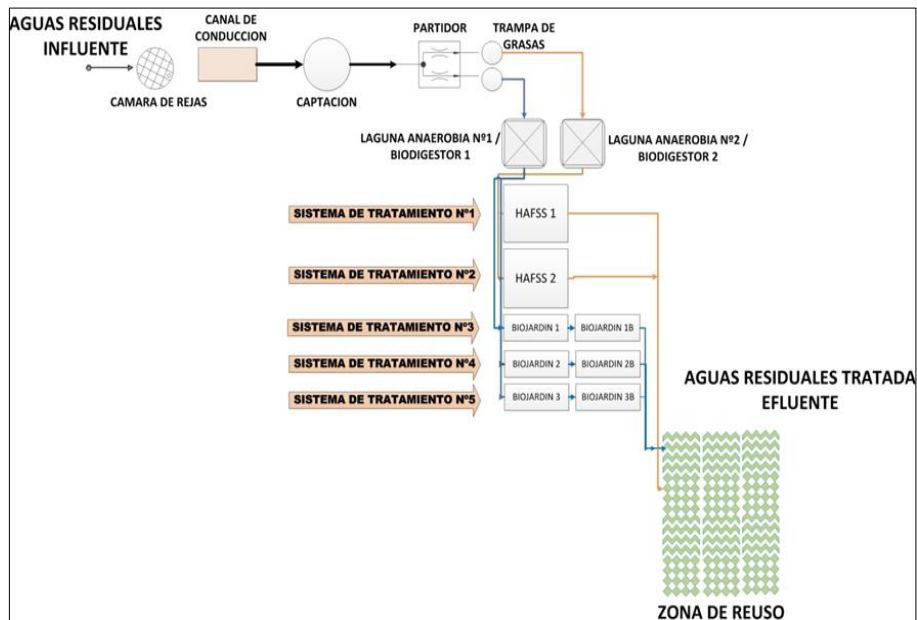 AGUAS RESIDUALES
INFLUENTE
CANAL DE
CONDUCCION
PARTIDOR
TRAMPA DE
GRASAS
CAMARA DE REJAS
CAPTACION
LAGUNA ANAEROBIA Nº1 /
BIODIGESTOR 1
LAGUNA ANAEROBIA Nº2 /
BIODIGESTOR 2
SISTEMA DE TRATAMIENTO Nº1
HAFSS 1
SISTEMA DE TRATAMIENTO Nº2
HAFSS 2
SISTEMA DE TRATAMIENTO Nº3
BIOJARDIN 1
BIOJARDIN 1B
SISTEMA DE TRATAMIENTO Nº4
BIOJARDIN 2
BIOJARDIN 2B
SISTEMA DE TRATAMIENTO Nº5
BIOJARDIN 3
BIOJARDIN 3B
AGUAS RESIDUALES TRATADA
EFLUENTE
ZONA DE REUSO